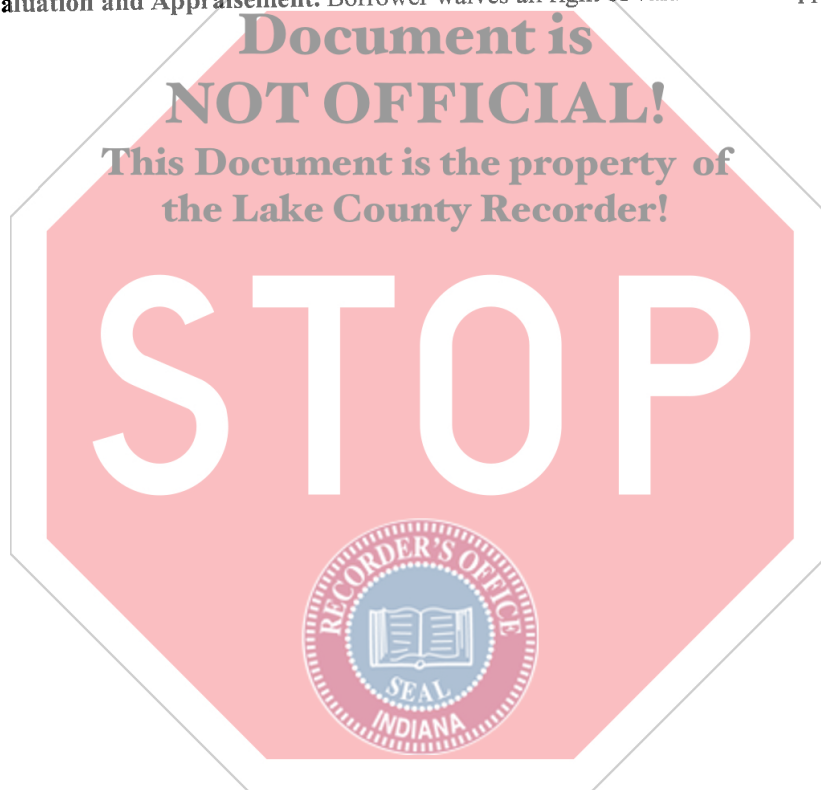 aluation and Appraisement. Borrower waives all right of
Document is
NOT OFFICIAL!
This Document is the property of
the Lake County Recorder!
STOP
RECORDER'S OFFICE
SEAL
INDIANA